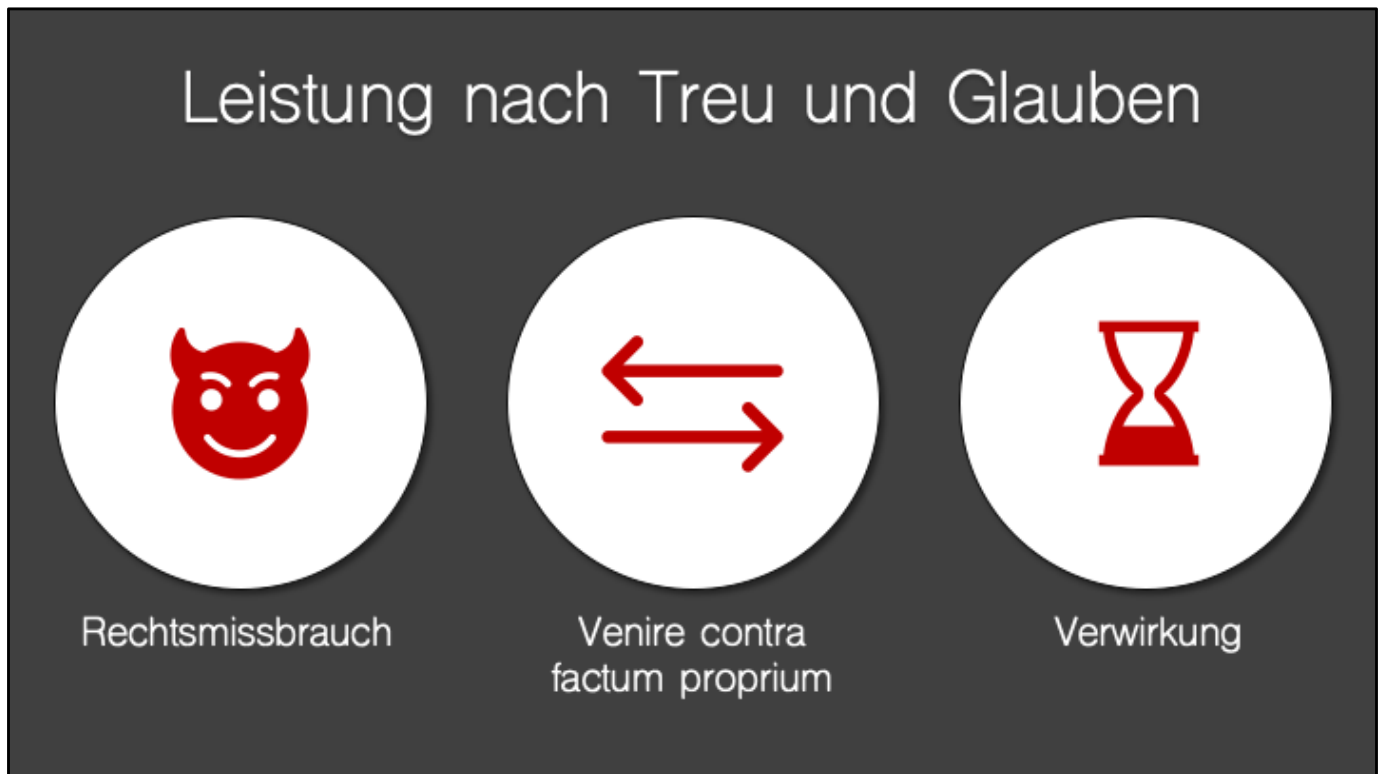 Leistung nach Treu und Glauben
Rechtsmissbrauch
Venire contra
factum proprium
Verwirkung